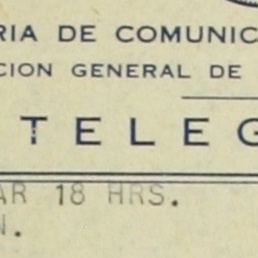 RIA DE COMUNIC
CION GENERAL DE
TELEG
AR 18 HRS.
N.